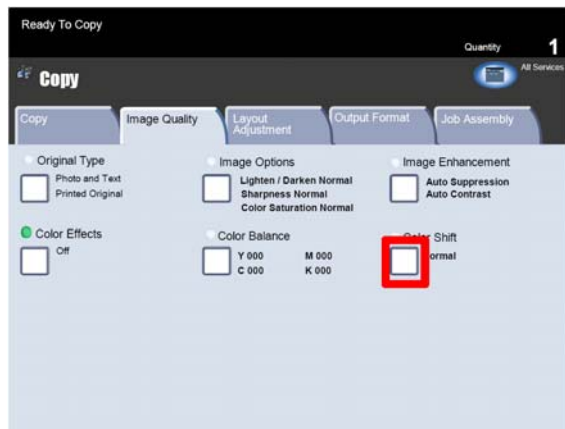 Ready To Copy
Quantity 1
Copy
All Services
Copy
Image Quality
Layout
Adjustment
Output Format
Job Assembly
Original Type
Photo and Text
Printed Original
Image Options
Lighten / Darken Normal
Sharpness Normal
Color Saturation Normal
Image Enhancement
Auto Suppression
Auto Contrast
Color Effects
Off
Color Balance
Y 000 M 000
C 000 K 000
Color Shift
ormal